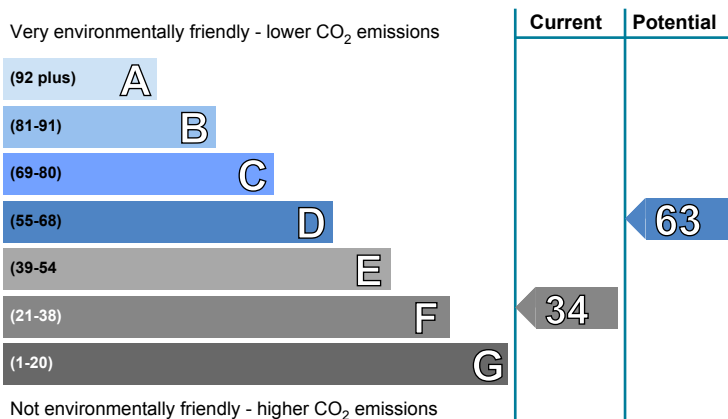 Current Potential
Very environmentally friendly - lower CO2 emissions
(92 plus) A
(81-91) B
(69-80) C
(55-68) D
63
(39-54 E
(21-38) F
34
(1-20) G
Not environmentally friendly - higher CO2 emissions